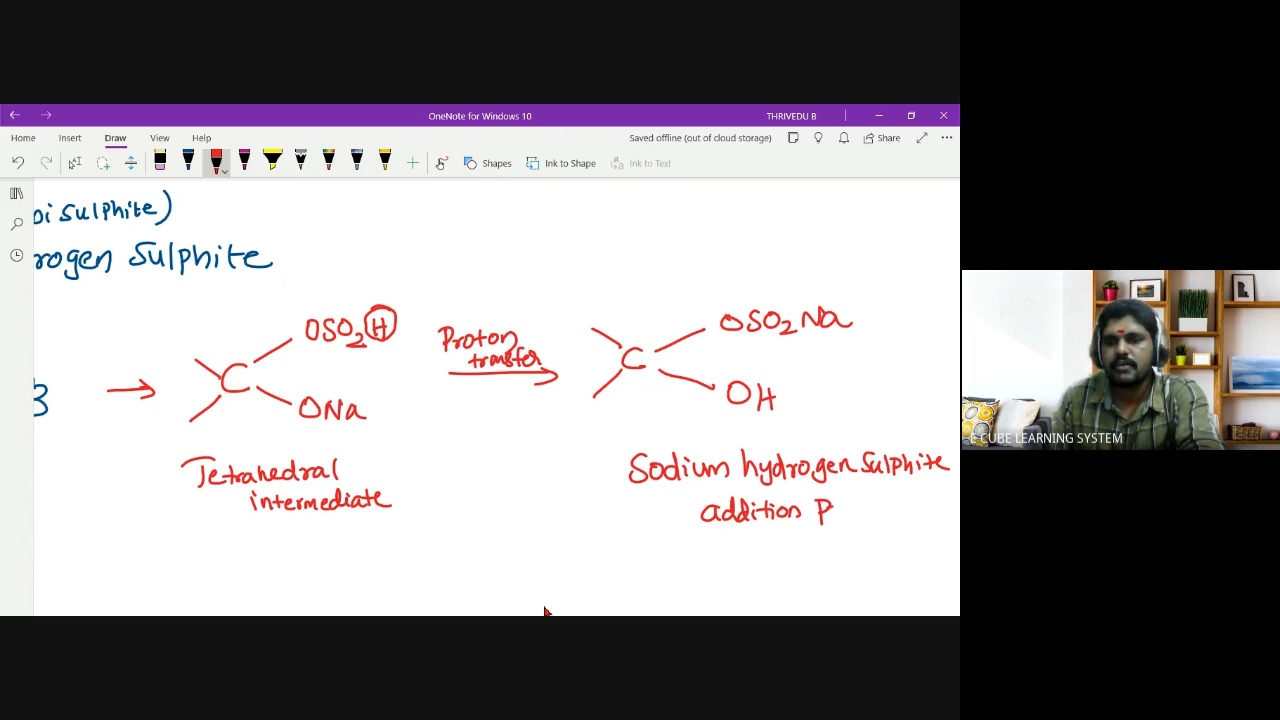 OneNote for Windows 10
THRIVEDU B
Home Insert Draw View Help
Saved offline (out of cloud storage)
Share
Shapes
Ink to Shape
Ink to Text
bi sulphite)
rogen Sulphite
OSO2H
ONa
3
Proton
transfer
C
C
OSO2Na
OH
Tetrahedral
intermediate
Sodium hydrogen Sulphite
addition P
E CUBE LEARNING SYSTEM